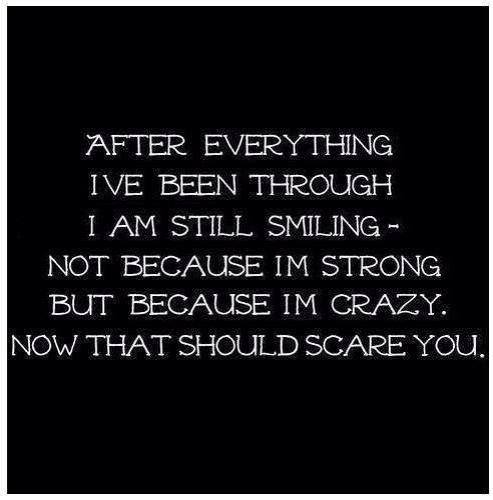 AFTER EVERYTHING
IVE BEEN THROUGH
I AM STILL SMILING -
NOT BECAUSE IM STRONG
BUT BECAUSE IM CRAZY.
NOW THAT SHOULD SCARE YOU.